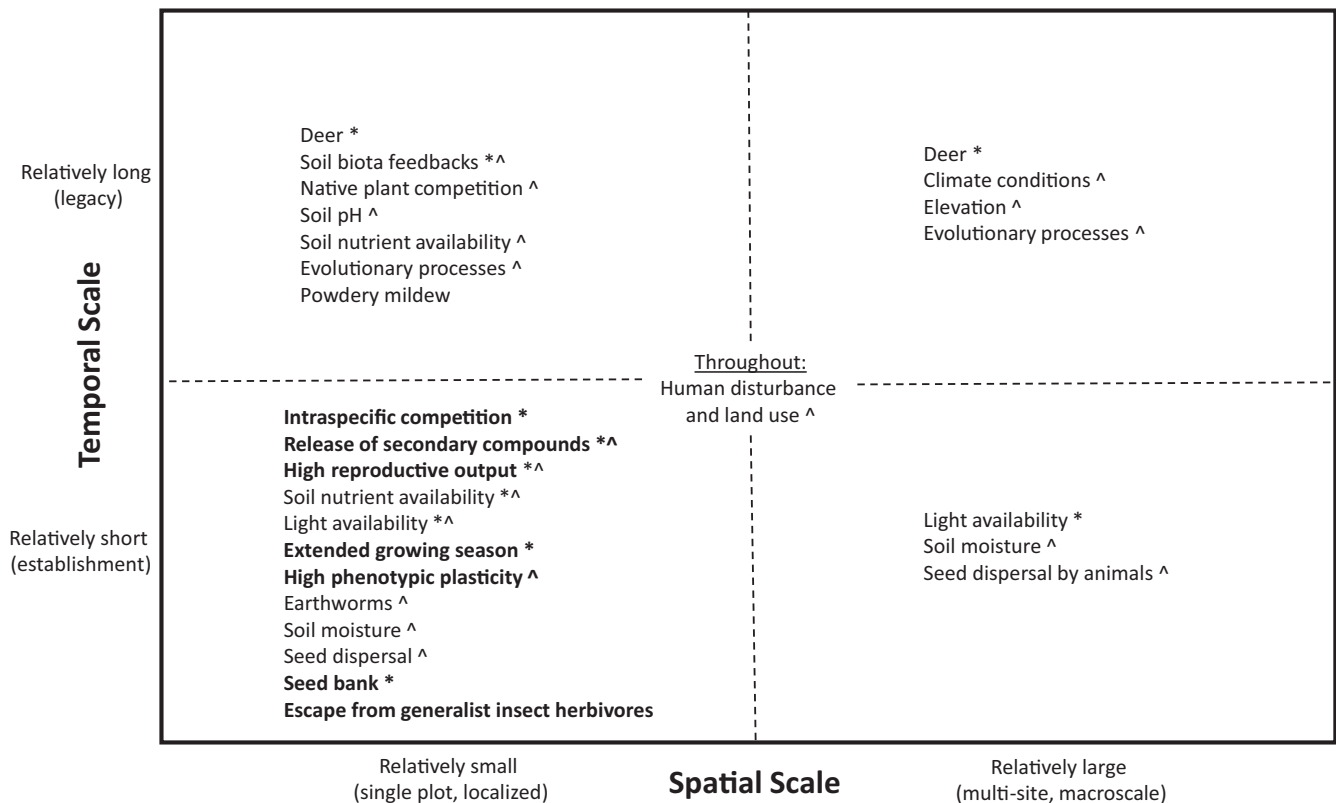 Relatively long
(legacy)
Temporal Scale
Relatively short
(establishment)
Deer *
Soil biota feedbacks *^
Native plant competition ^
Soil pH ^
Soil nutrient availability ^
Evolutionary processes ^
Powdery mildew
Deer *
Climate conditions ^
Elevation ^
Evolutionary processes ^
Throughout:
Human disturbance
and land use ^
Intraspecific competition *
Release of secondary compounds *^
High reproductive output *^
Soil nutrient availability *^
Light availability *^
Extended growing season *
High phenotypic plasticity ^
Earthworms ^
Soil moisture ^
Seed dispersal ^
Seed bank *
Escape from generalist insect herbivores
Light availability *
Soil moisture ^
Seed dispersal by animals ^
Relatively small
(single plot, localized)
Spatial Scale
Relatively large
(multi-site, macroscale)